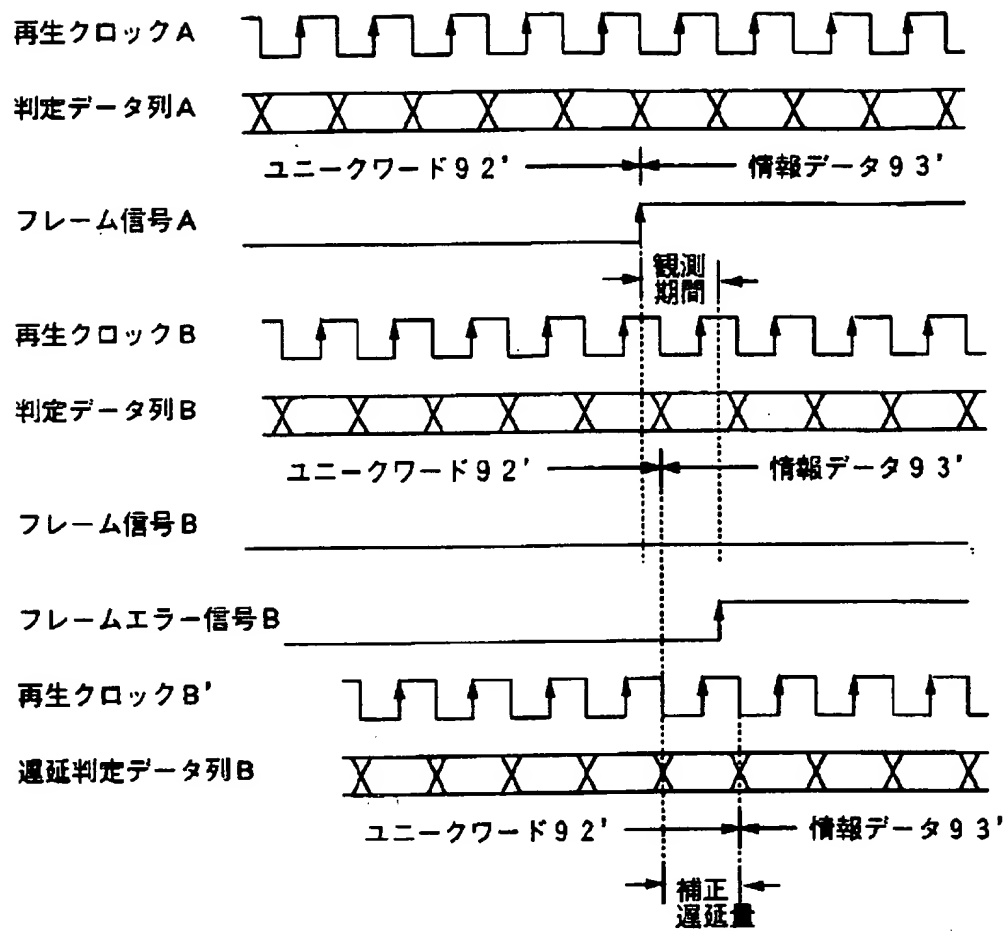 再生クロックA
判定データ列A
ユニークワード92' 情報データ93'
フレーム信号A
観測
期間
再生クロックB
判定データ列B
ユニークワード92' 情報データ93'
フレーム信号B
フレームエラー信号B
再生クロックB'
遅延判定データ列B
ユニークワード92' 情報データ93'
補正
遅延量